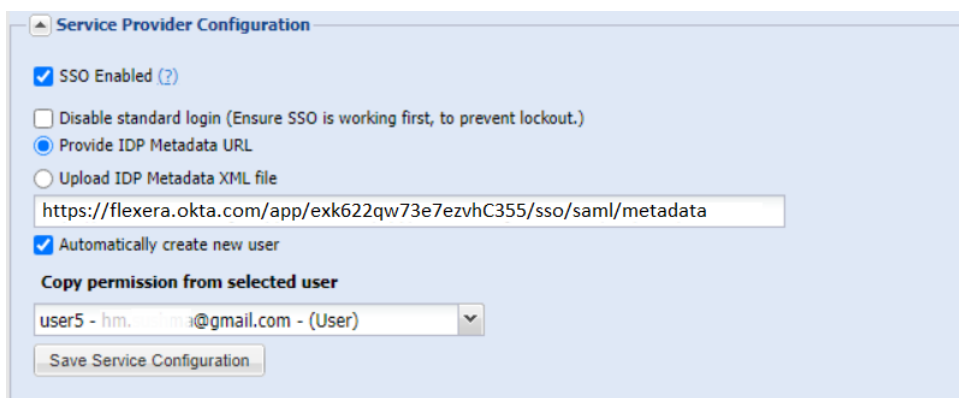 Service Provider Configuration
SSO Enabled (?)
Disable standard login (Ensure SSO is working first, to prevent lockout.)
Provide IDP Metadata URL
Upload IDP Metadata XML file
https://flexera.okta.com/app/exk622qw73e7ezvhC355/sso/saml/metadata
Automatically create new user
Copy permission from selected user
user5 - @gmail.com - (User)
Save Service Configuration